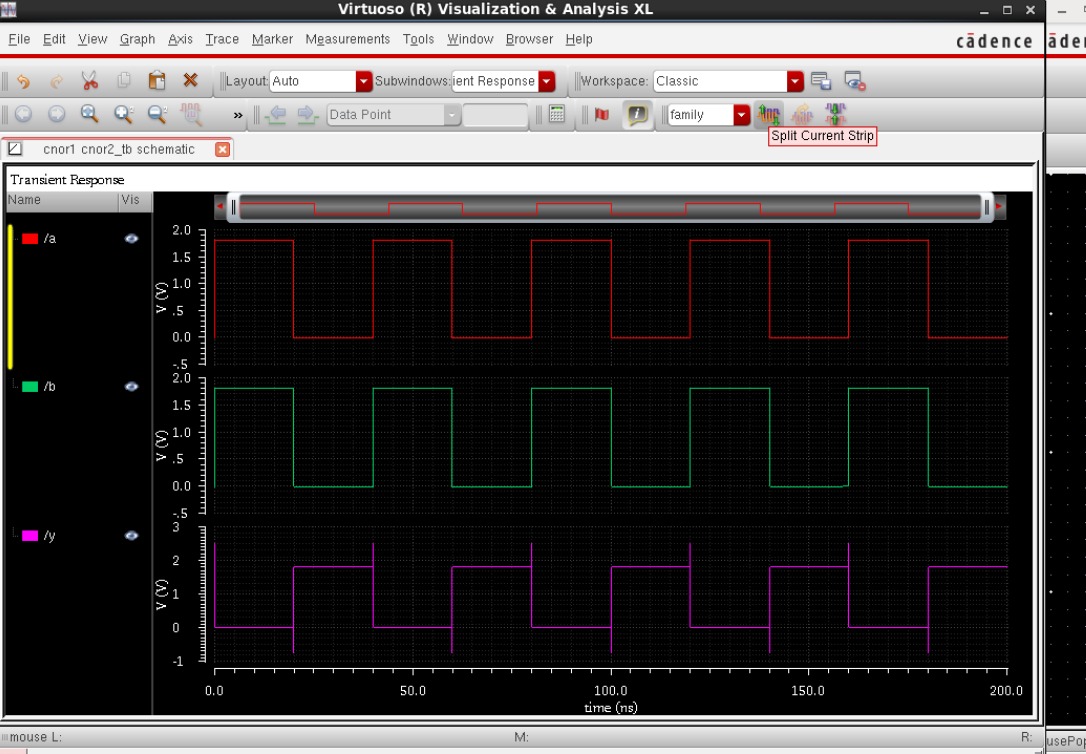 Virtuoso (R) Visualization & Analysis XL
File Edit View Graph Axis Trace Marker Measurements Tools Window Browser Help cādence
Layout: Auto Subwindows: ient Response Workspace: Classic
» Data Point family
Split Current Strip
cnor1 cnor2_tb schematic
Transient Response
Name Vis
/a
2.0
1.5
1.0
.5
0.0
-.5
V (V)
/b
2.0
1.5
1.0
.5
0.0
-.5
V (V)
/y
3
2
1
0
-1
V (V)
0.0 50.0 100.0 150.0 200.0
time (ns)
mouse L: M: R:
usePop